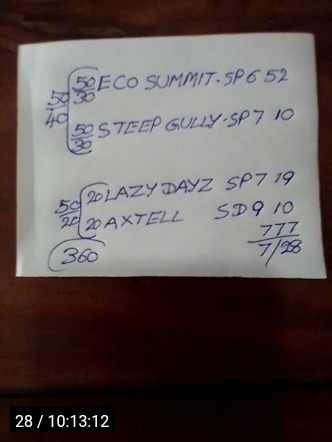 50 ECO SUMMIT. SP6 52
30
50
40
50 STEEP GULLY. SP7 10
30
20 LAZY DAYZ SP7 19
50
20
20 AXTELL SD9 10
777
7/28
360
28 / 10:13:12